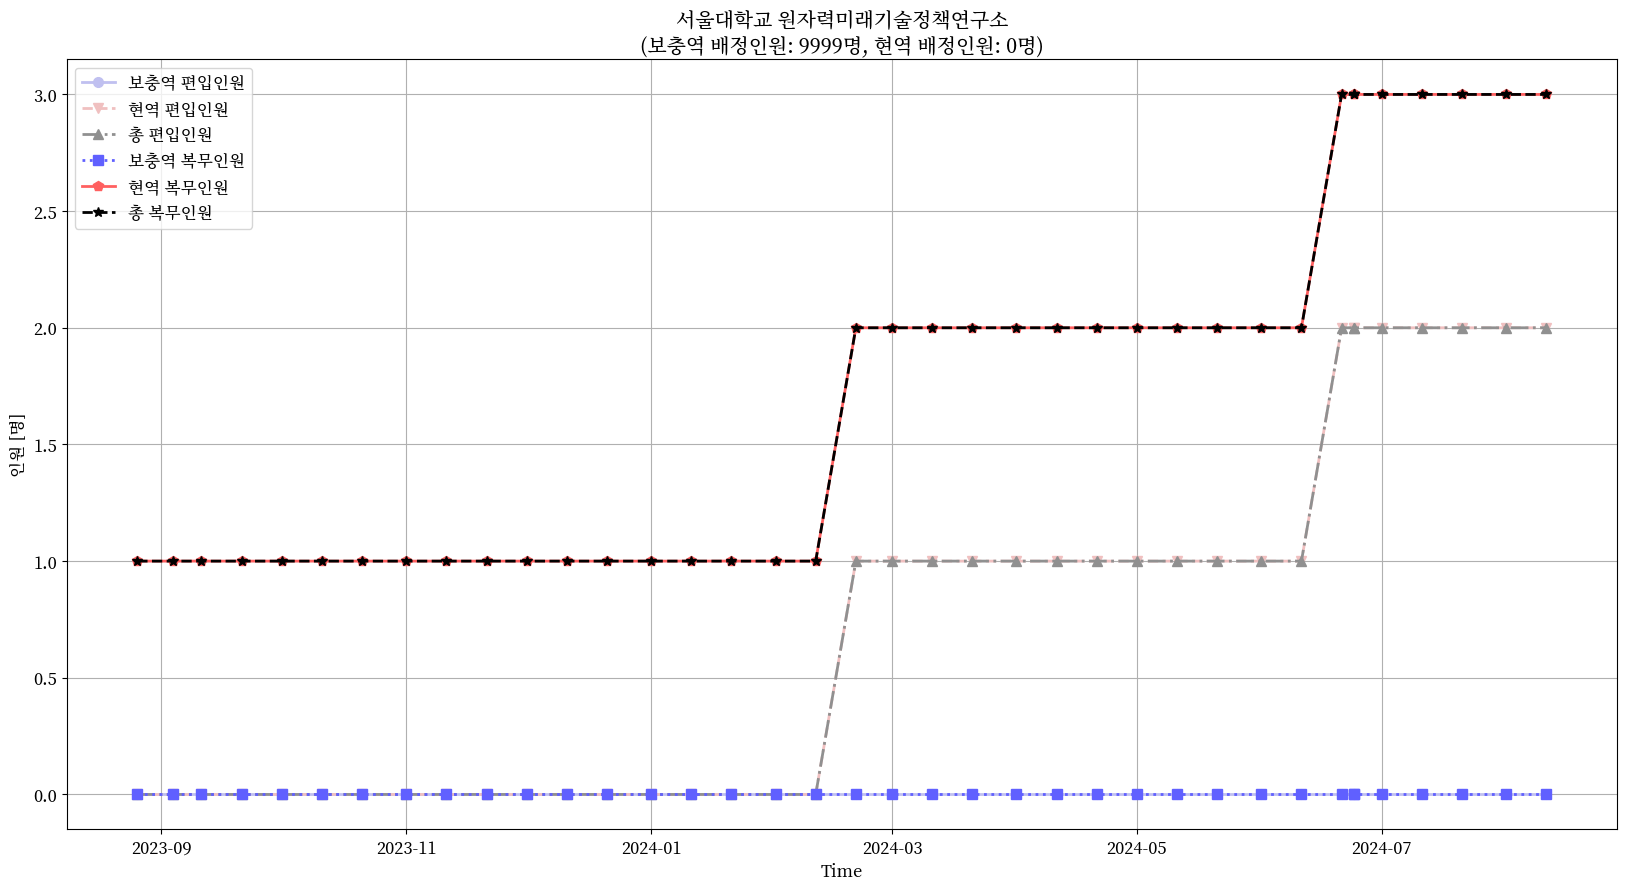 서울대학교 원자력미래기술정책연구소
(보충역 배정인원: 9999명, 현역 배정인원: 0명)
보충역 편입인원
현역 편입인원
총 편입인원
보충역 복무인원
현역 복무인원
총 복무인원
인원 [명]
3.0
2.5
2.0
1.5
1.0
0.5
0.0
2023-09
2023-11
2024-01
2024-03
2024-05
2024-07
Time